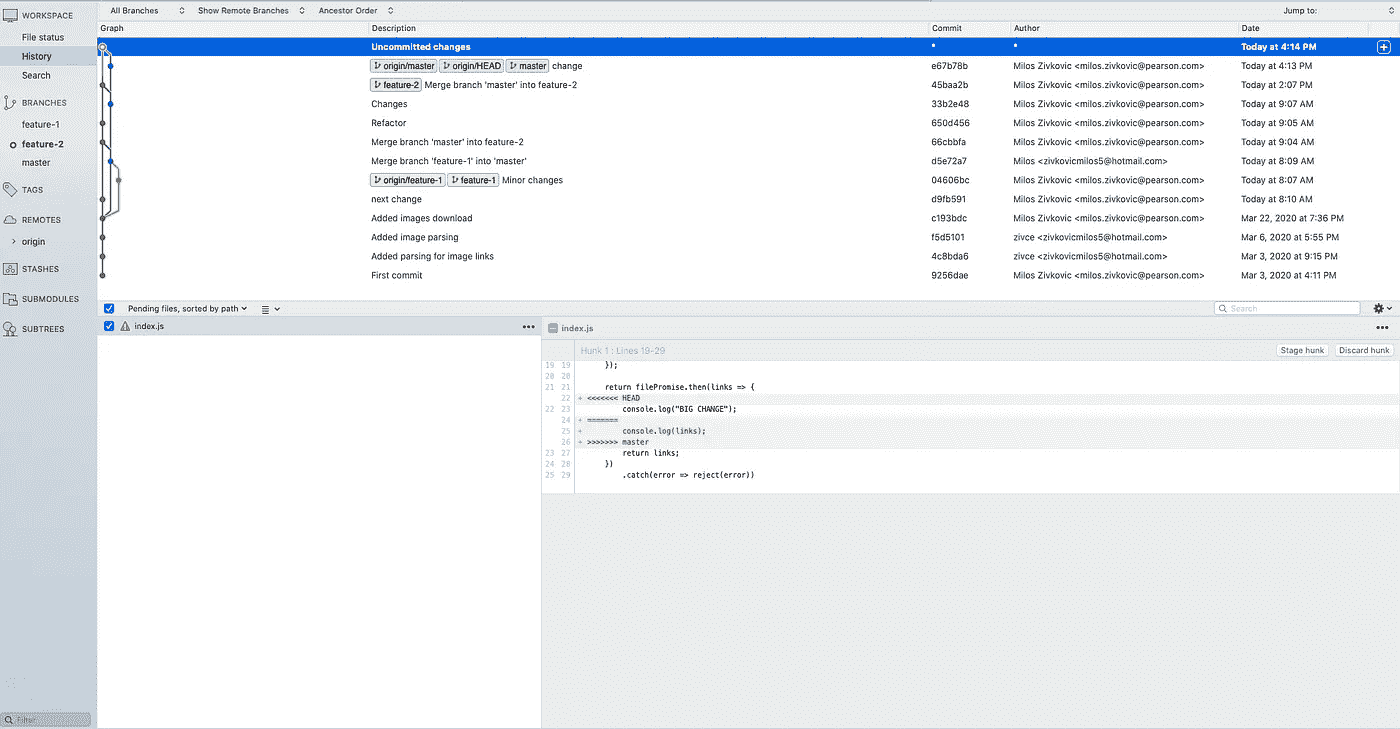 WORKSPACE
File status
History
Search
BRANCHES
feature-1
feature-2
master
TAGS
REMOTES
origin
STASHES
SUBMODULES
SUBTREES
Filter
All Branches Show Remote Branches Ancestor Order Jump to:
Graph Description Commit Author Date
Uncommitted changes • • Today at 4:14 PM
origin/master origin/HEAD master change e67b78b Milos Zivkovic <milos.zivkovic@pearson.com> Today at 4:13 PM
feature-2 Merge branch 'master' into feature-2 45baa2b Milos Zivkovic <milos.zivkovic@pearson.com> Today at 2:07 PM
Changes 33b2e48 Milos Zivkovic <milos.zivkovic@pearson.com> Today at 9:07 AM
Refactor 650d456 Milos Zivkovic <milos.zivkovic@pearson.com> Today at 9:05 AM
Merge branch 'master' into feature-2 66cbbfa Milos Zivkovic <milos.zivkovic@pearson.com> Today at 9:04 AM
Merge branch 'feature-1' into 'master' d5e72a7 Milos <zivkovicmilos5@hotmail.com> Today at 8:09 AM
origin/feature-1 feature-1 Minor changes 04606bc Milos Zivkovic <milos.zivkovic@pearson.com> Today at 8:07 AM
next change d9fb591 Milos Zivkovic <milos.zivkovic@pearson.com> Today at 8:10 AM
Added images download c193bdc Milos Zivkovic <milos.zivkovic@pearson.com> Mar 22, 2020 at 7:36 PM
Added image parsing f5d5101 zivce <zivkovicmilos5@hotmail.com> Mar 6, 2020 at 5:55 PM
Added parsing for image links 4c8bda6 zivce <zivkovicmilos5@hotmail.com> Mar 3, 2020 at 9:15 PM
First commit 9256dae Milos Zivkovic <milos.zivkovic@pearson.com> Mar 3, 2020 at 4:11 PM
Pending files, sorted by path Search
index.js
index.js
Hunk 1 : Lines 19-29 Stage hunk Discard hunk
19 19 });
20 20
21 21 return filePromise.then(links => {
22 + <<<<<<< HEAD
22 23 console.log("BIG CHANGE");
24 + =======
25 + console.log(links);
26 + >>>>>>> master
23 27 return links;
24 28 })
25 29 .catch(error => reject(error))